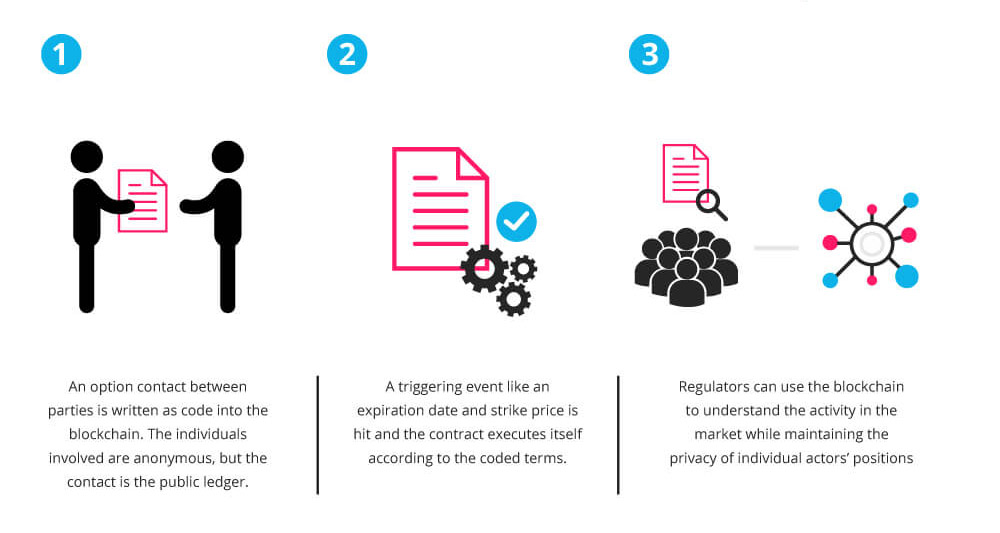 1
An option contact between
parties is written as code into the
blockchain. The individuals
involved are anonymous, but the
contact is the public ledger.
2
A triggering event like an
expiration date and strike price is
hit and the contract executes itself
according to the coded terms.
3
Regulators can use the blockchain
to understand the activity in the
market while maintaining the
privacy of individual actors’ positions